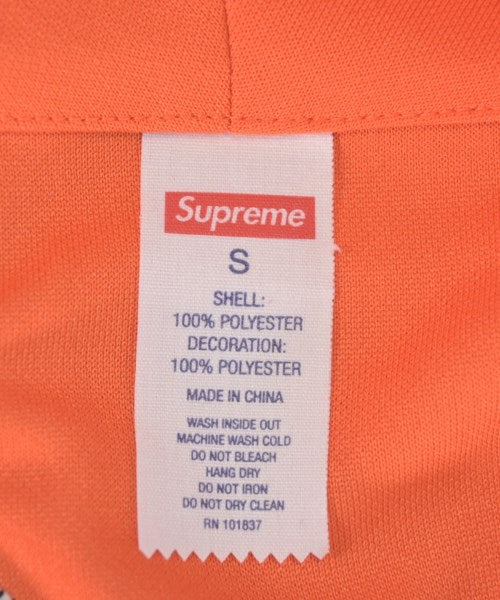 Supreme
S
SHELL:
100% POLYESTER
DECORATION:
100% POLYESTER
MADE IN CHINA
WASH INSIDE OUT
MACHINE WASH COLD
DO NOT BLEACH
HANG DRY
DO NOT IRON
DO NOT DRY CLEAN
RN 101837